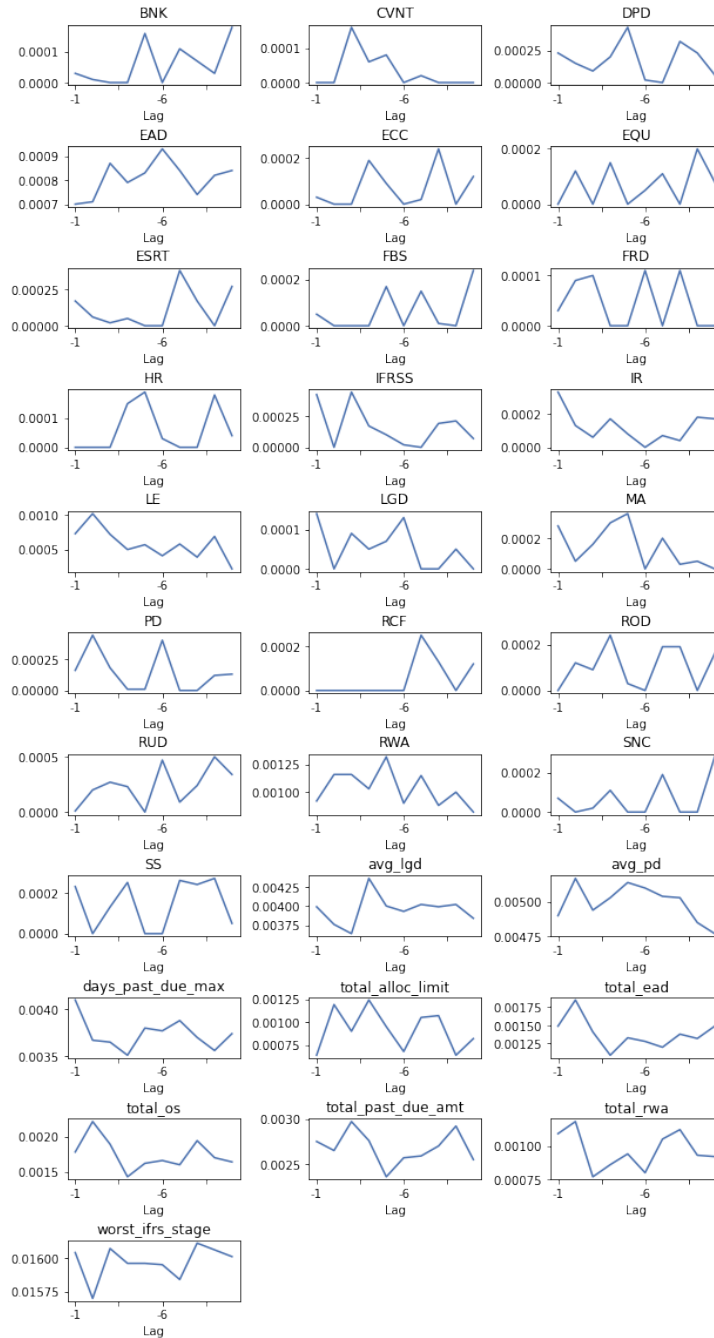 BNK CVNT DPD
0.0001 0.0001 0.00025
0.0000 0.0000 0.00000
-1 -6 -1 -6 -1 -6
Lag Lag Lag
EAD ECC EQU
0.0009 0.0002 0.0002
0.0008
0.0007 0.0000 0.0000
-1 -6 -1 -6 -1 -6
Lag Lag Lag
ESRT FBS FRD
0.00025 0.0002 0.0001
0.00000 0.0000 0.0000
-1 -6 -1 -6 -1 -6
Lag Lag Lag
HR IFRSS IR
0.0001 0.00025 0.0002
0.0000 0.00000 0.0000
-1 -6 -1 -6 -1 -6
Lag Lag Lag
LE LGD MA
0.0010 0.0001 0.0002
0.0005 0.0000 0.0000
-1 -6 -1 -6 -1 -6
Lag Lag Lag
PD RCF ROD
0.00025 0.0002 0.0002
0.00000 0.0000 0.0000
-1 -6 -1 -6 -1 -6
Lag Lag Lag
RUD RWA SNC
0.0005 0.00125 0.0002
0.0000 0.00100 0.0000
-1 -6 -1 -6 -1 -6
Lag Lag Lag
SS avg_lgd avg_pd
0.0002 0.00425 0.00500
0.00400
0.0000 0.00375 0.00475
-1 -6 -1 -6 -1 -6
Lag Lag Lag
days_past_due_max total_alloc_limit total_ead
0.0040 0.00125 0.00175
0.00100 0.00150
0.0035 0.00075 0.00125
-1 -6 -1 -6 -1 -6
Lag Lag Lag
total_os total_past_due_amt total_rwa
0.0020 0.0030 0.00100
0.0015 0.0025 0.00075
-1 -6 -1 -6 -1 -6
Lag Lag Lag
worst_ifrs_stage
0.01600
0.01575
-1 -6
Lag